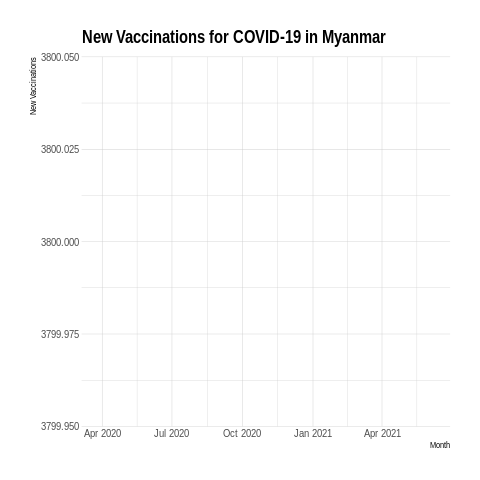 New Vaccinations for COVID-19 in Myanmar
New Vaccinations
3800.050
3800.025
3800.000
3799.975
3799.950
Apr 2020 Jul 2020 Oct 2020 Jan 2021 Apr 2021
Month